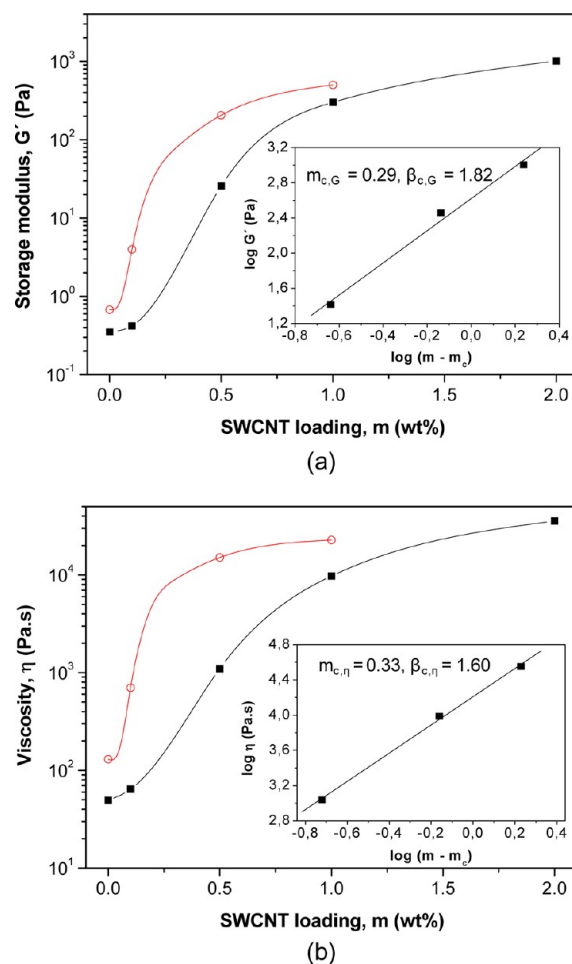 10³
10²
10¹
10⁰
10⁻¹
Storage modulus, G´ (Pa)
m_c,G = 0.29, β_c,G = 1.82
3,2
2,8
2,4
2,0
1,6
1,2
log G´ (Pa)
-0,8 -0,6 -0,4 -0,2 0,0 0,2 0,4
log (m - m_c)
0.0 0.5 1.0 1.5 2.0
SWCNT loading, m (wt%)
(a)
10⁴
10³
10²
10¹
Viscosity, η (Pa.s)
m_c,η = 0.33, β_c,η = 1.60
4,8
4,4
4,0
3,6
3,2
2,8
log η (Pa.s)
-0,8 -0,6 -0,4 -0,2 0,0 0,2 0,4
log (m - m_c)
0.0 0.5 1.0 1.5 2.0
SWCNT loading, m (wt%)
(b)